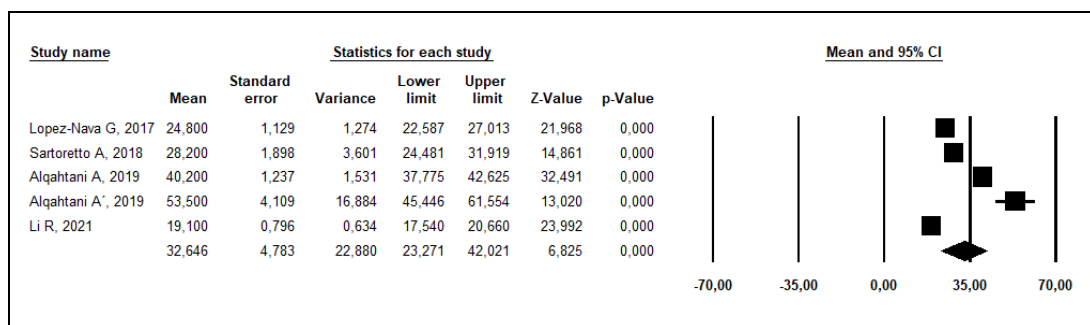 Study name Statistics for each study Mean and 95% CI
Standard Lower Upper
Mean error Variance limit limit Z-Value p-Value
Lopez-Nava G, 2017 24,800 1,129 1,274 22,587 27,013 21,968 0,000
Sartoretto A, 2018 28,200 1,898 3,601 24,481 31,919 14,861 0,000
Alqahtani A, 2019 40,200 1,237 1,531 37,775 42,625 32,491 0,000
Alqahtani A´, 2019 53,500 4,109 16,884 45,446 61,554 13,020 0,000
Li R, 2021 19,100 0,796 0,634 17,540 20,660 23,992 0,000
32,646 4,783 22,880 23,271 42,021 6,825 0,000
-70,00 -35,00 0,00 35,00 70,00